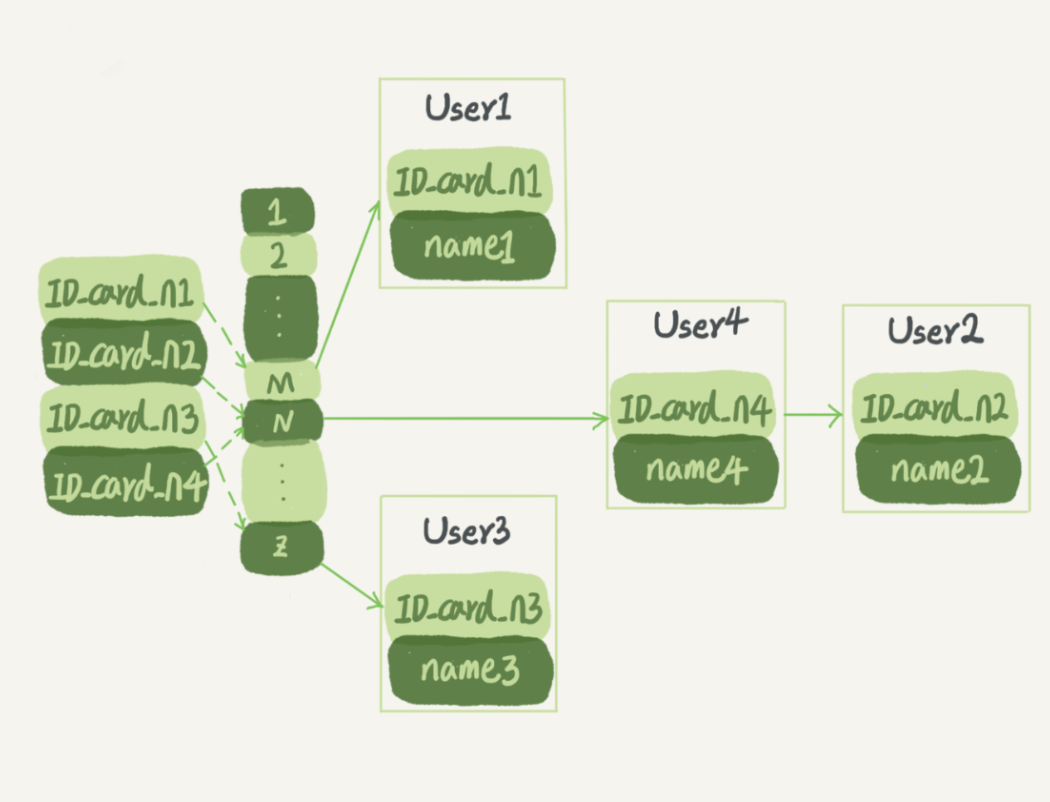 User1
ID_card_n1
name1
1
2
ID_card_n1
ID_card_n2
ID_card_n3
ID_card_n4
M
N
Z
User4
ID_card_n4
name4
User2
ID_card_n2
name2
User3
ID_card_n3
name3